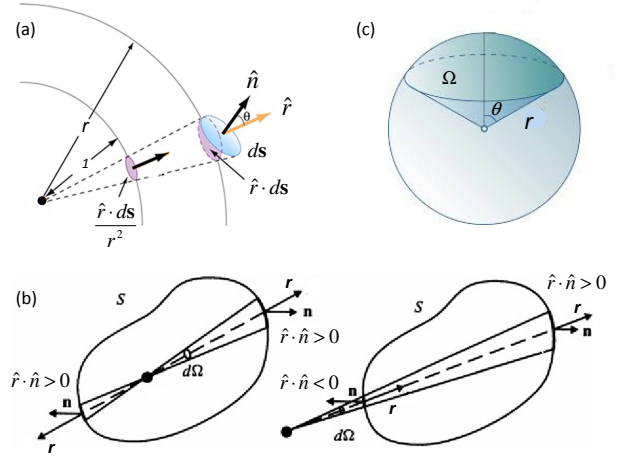 (a)
n̂
θ
r̂
r
ds
1
r̂ · ds
r̂ · ds
r²
(c)
Ω
θ
r
(b)
S
r
n
r̂ · n̂ > 0
dΩ
r̂ · n̂ > 0
n
r
S
r̂ · n̂ > 0
r
n
r̂ · n̂ < 0
n
r
dΩ